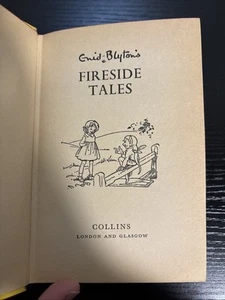 Enid Blyton's
FIRESIDE
TALES
COLLINS
LONDON AND GLASGOW